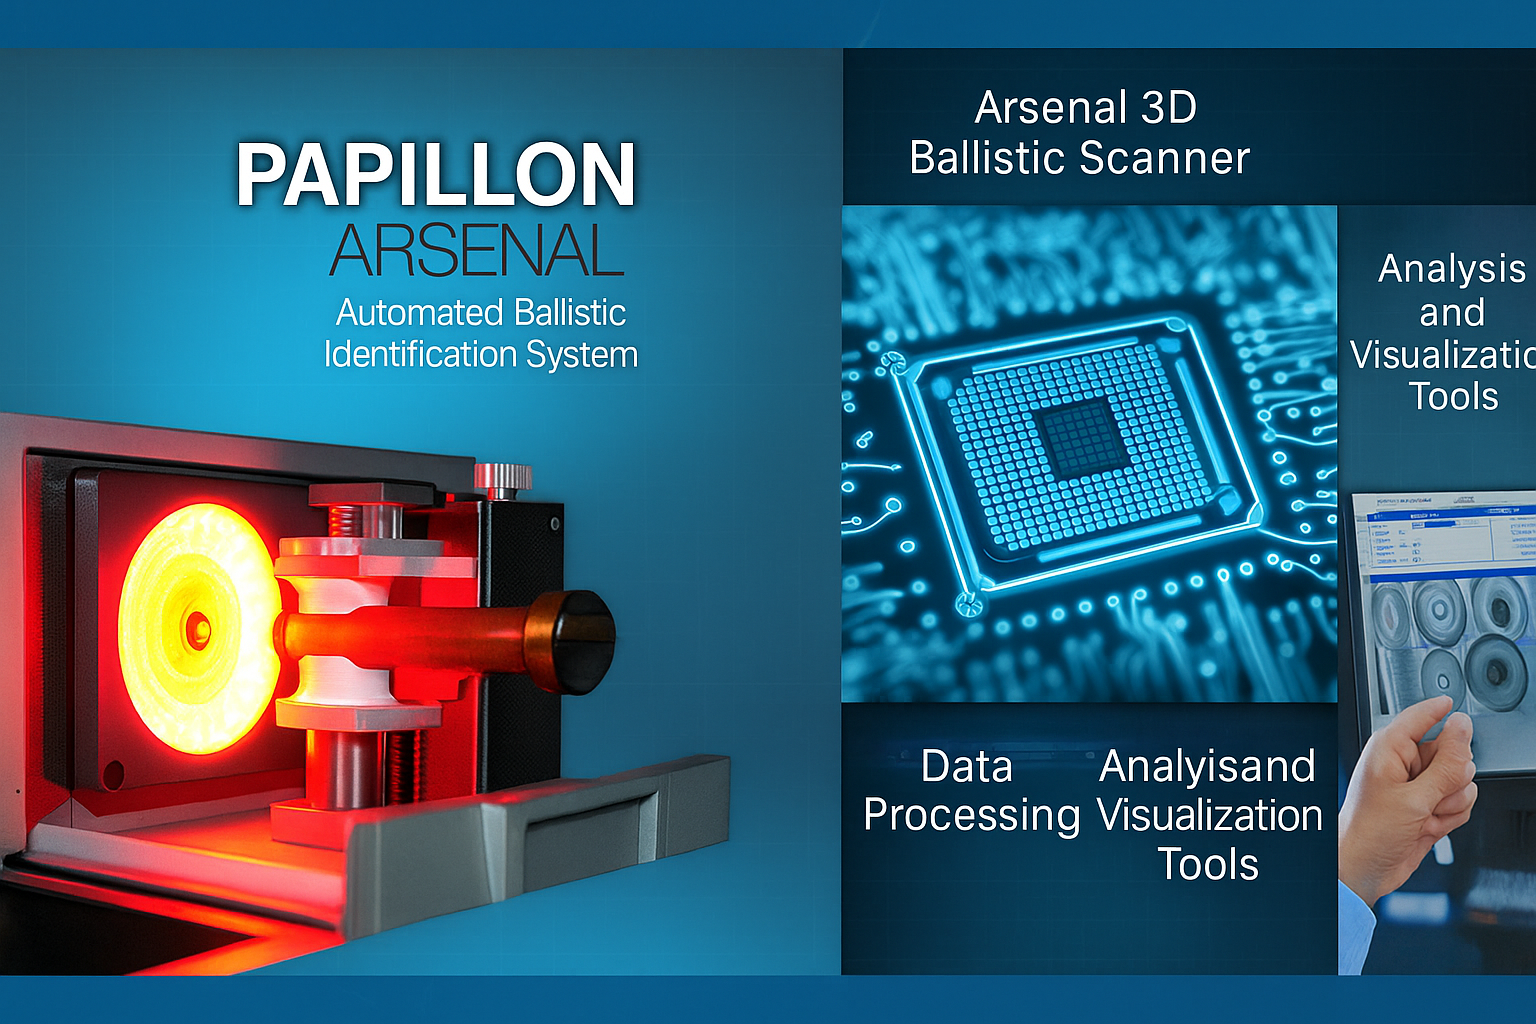 PAPILLON
ARSENAL
Automated Ballistic
Identification System
Arsenal 3D
Ballistic Scanner
Analysis
and
Visualizatio
Tools
Data
Processing
Analyisand
Visualization
Tools